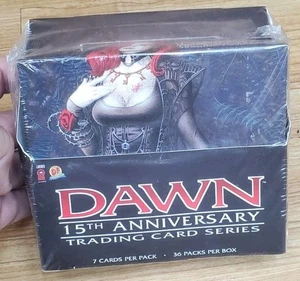 DAWN
15TH ANNIVERSARY
TRADING CARD SERIES
7 CARDS PER PACK • 36 PACKS PER BOX